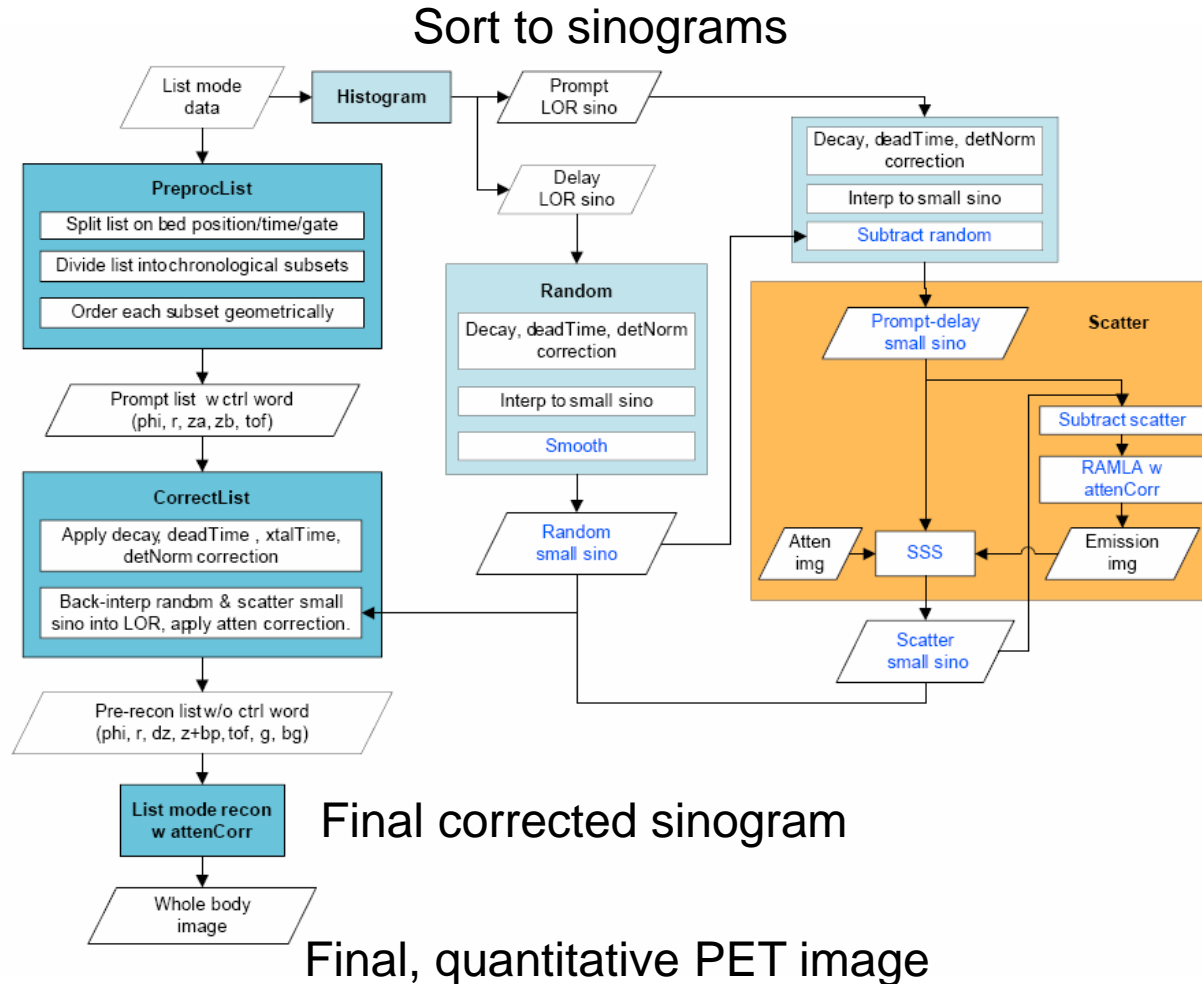 Sort to sinograms
List mode
data
Histogram
Prompt
LOR sino
Delay
LOR sino
Decay, deadTime, detNorm
correction
Interp to small sino
Subtract random
PreprocList
Split list on bed position/time/gate
Divide list intochronological subsets
Order each subset geometrically
Random
Decay, deadTime, detNorm
correction
Interp to small sino
Smooth
Scatter
Prompt-delay
small sino
Subtract scatter
RAMLA w
attenCorr
Atten
img
SSS
Emission
img
Prompt list w ctrl word
(phi, r, za, zb, tof)
CorrectList
Apply decay, deadTime , xtalTime,
detNorm correction
Back-interp random & scatter small
sino into LOR, apply atten correction.
Random
small sino
Scatter
small sino
Pre-recon list w/o ctrl word
(phi, r, dz, z+bp, tof, g, bg)
List mode recon
w attenCorr
Final corrected sinogram
Whole body
image
Final, quantitative PET image